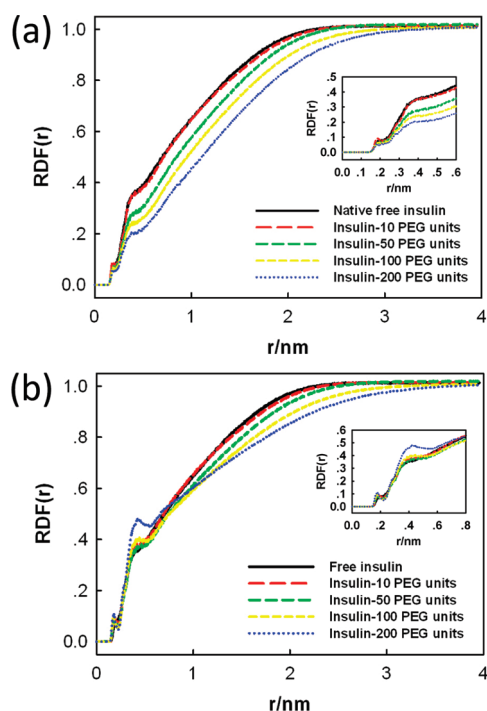 (a)
1.0
.8
.6
.4
.2
0.0
RDF(r)
0
1
2
3
4
r/nm
.5
.4
.3
.2
.1
0.0
RDF(r)
0.0
.1
.2
.3
.4
.5
.6
r/nm
Native free insulin
Insulin-10 PEG units
Insulin-50 PEG units
Insulin-100 PEG units
Insulin-200 PEG units
(b)
1.0
.8
.6
.4
.2
0.0
RDF(r)
0
1
2
3
4
r/nm
.6
.5
.4
.3
.2
.1
0.0
RDF(r)
0.0
.2
.4
.6
.8
r/nm
Free insulin
Insulin-10 PEG units
Insulin-50 PEG units
Insulin-100 PEG units
Insulin-200 PEG units